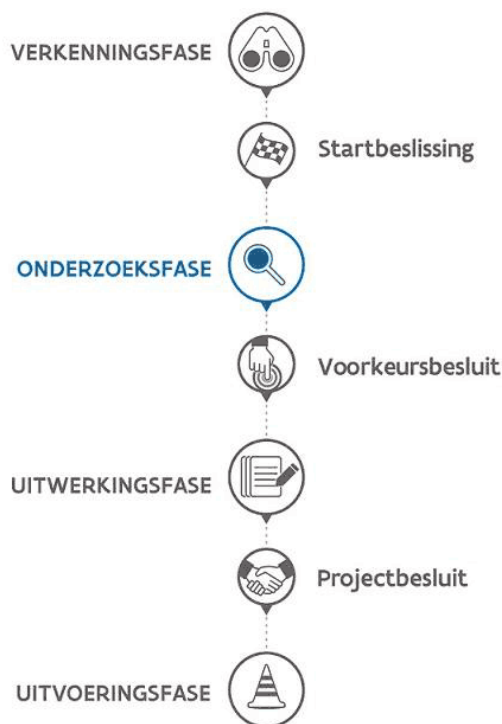 VERKENNINGSFASE
Startbeslissing
ONDERZOEKSFASE
Voorkeursbesluit
UITWERKINGSFASE
Projectbesluit
UITVOERINGSFASE